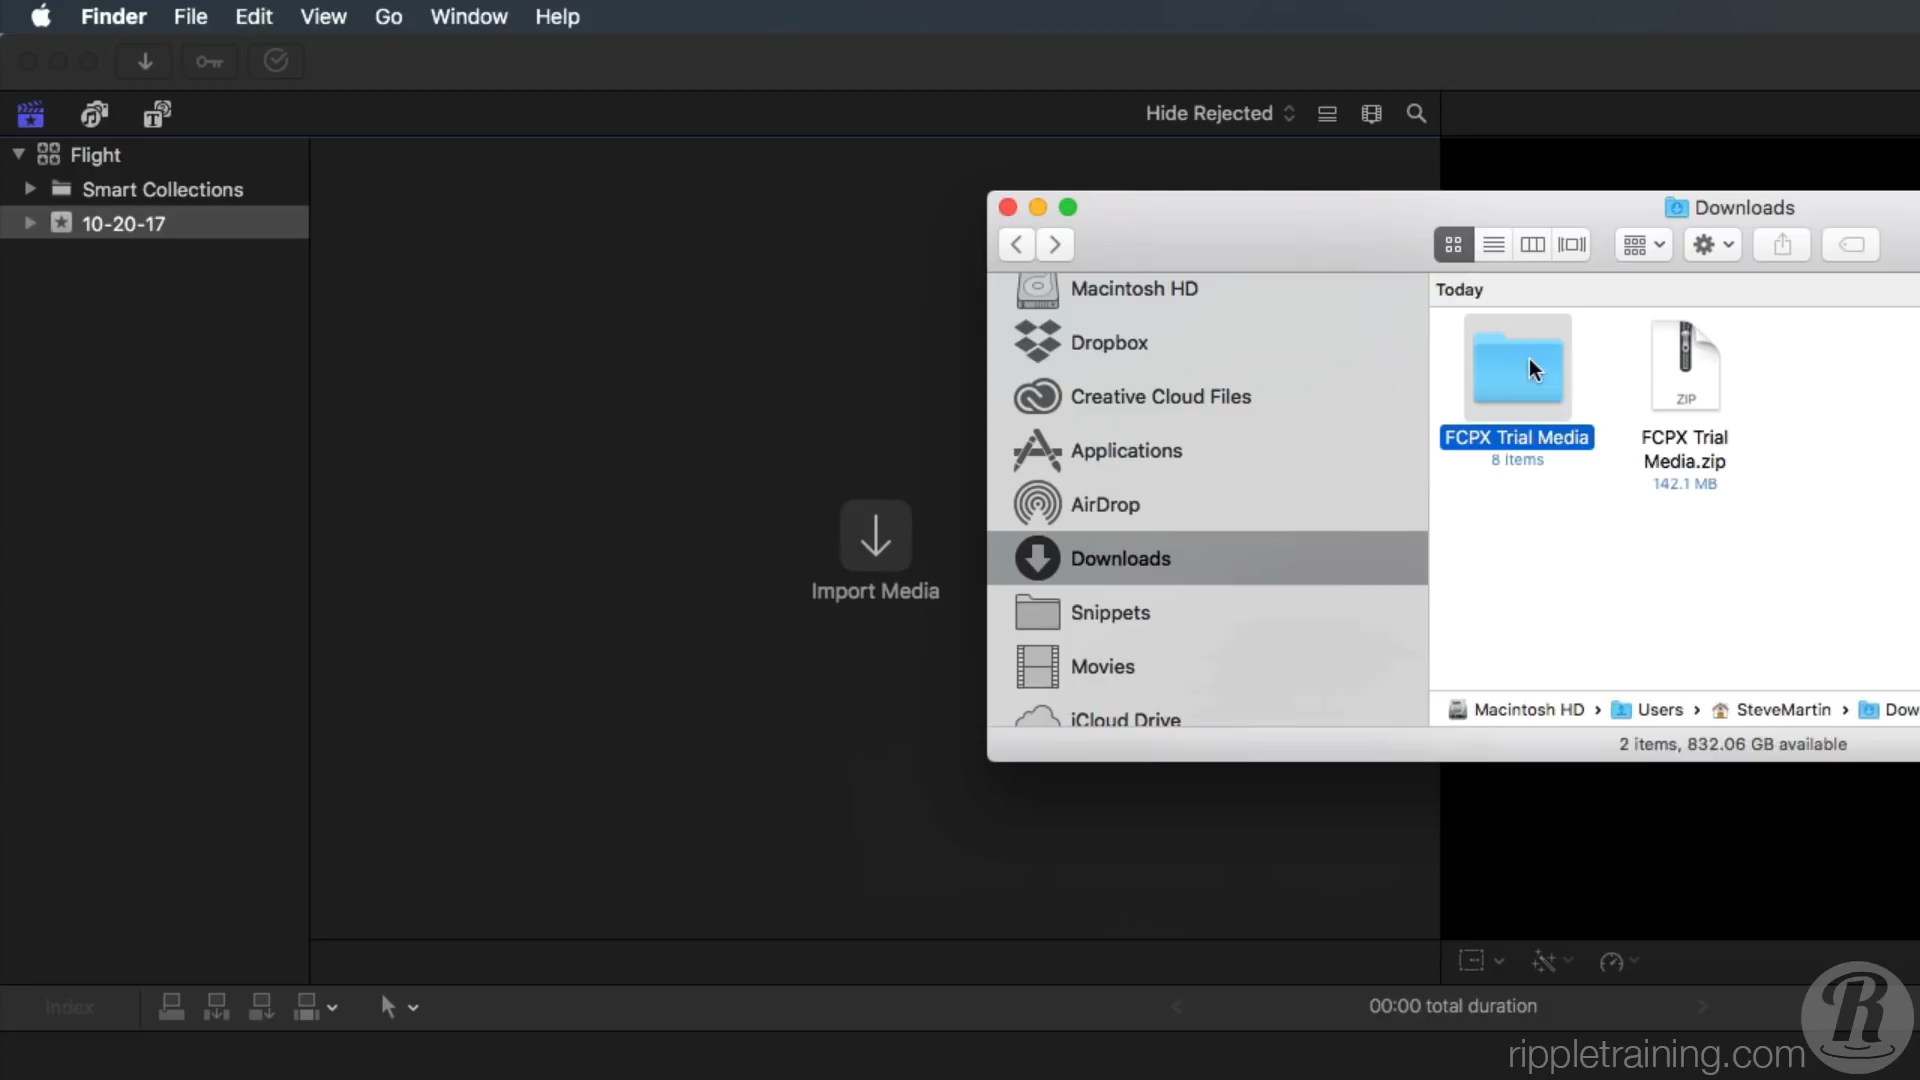 Finder File Edit View Go Window Help
Hide Rejected
Flight
Smart Collections
10-20-17
Import Media
Downloads
Macintosh HD
Dropbox
Creative Cloud Files
Applications
AirDrop
Downloads
Snippets
Movies
iCloud Drive
Today
FCPX Trial Media
8 items
ZIP
FCPX Trial
Media.zip
142.1 MB
Macintosh HD › Users › SteveMartin › Dow
2 items, 832.06 GB available
Index
00:00 total duration
R
rippletraining.com